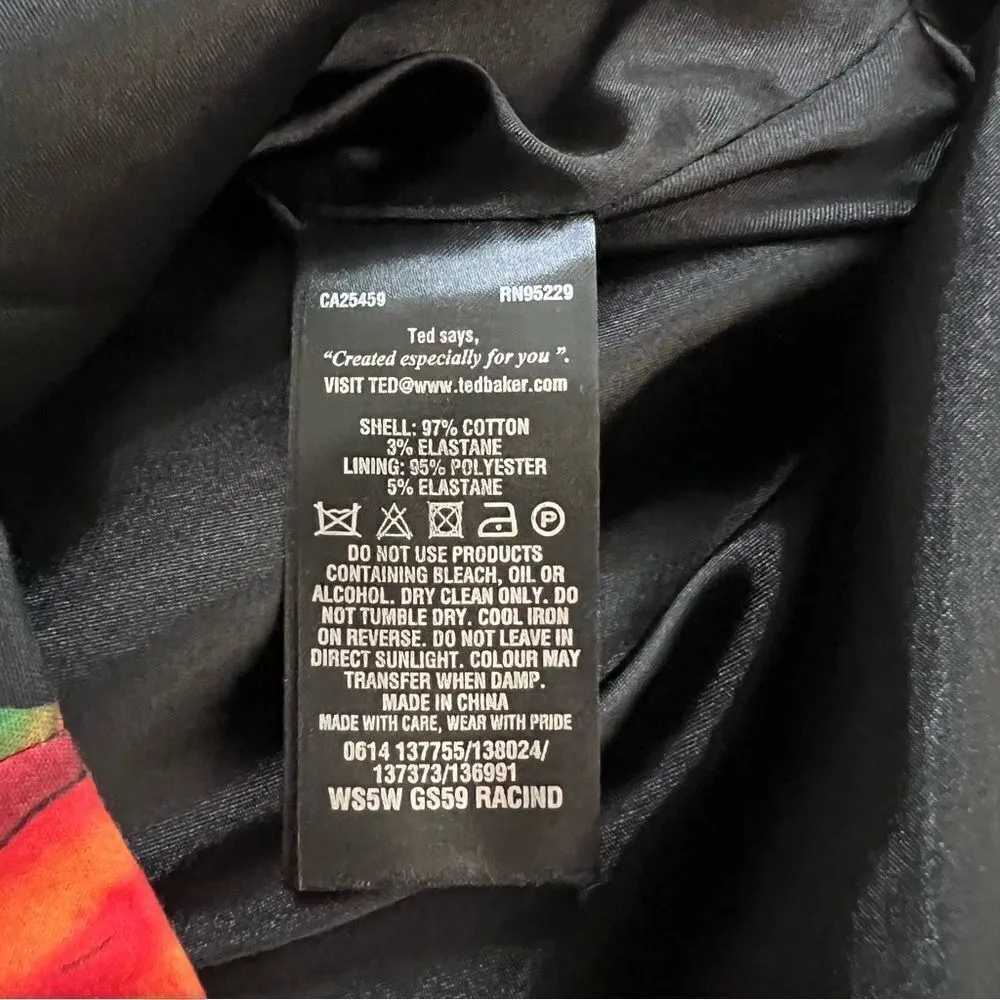 CA25459 RN95229
Ted says,
“Created especially for you ”.
VISIT TED@www.tedbaker.com
SHELL: 97% COTTON
3% ELASTANE
LINING: 95% POLYESTER
5% ELASTANE
P
DO NOT USE PRODUCTS
CONTAINING BLEACH, OIL OR
ALCOHOL. DRY CLEAN ONLY. DO
NOT TUMBLE DRY. COOL IRON
ON REVERSE. DO NOT LEAVE IN
DIRECT SUNLIGHT. COLOUR MAY
TRANSFER WHEN DAMP.
MADE IN CHINA
MADE WITH CARE, WEAR WITH PRIDE
0614 137755/138024/
137373/136991
WS5W GS59 RACIND